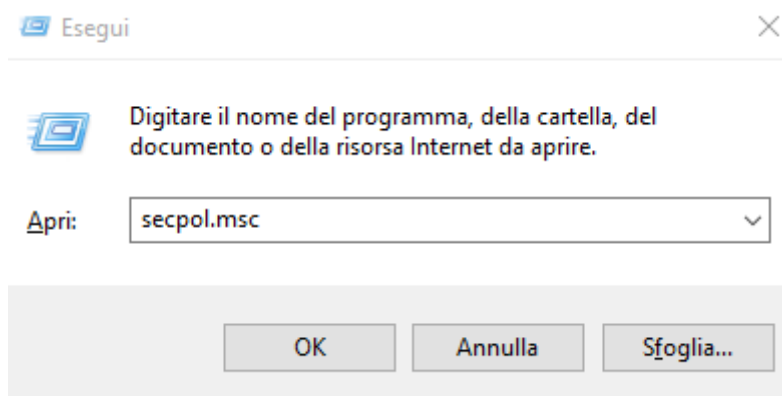 Esegui
Digitare il nome del programma, della cartella, del
documento o della risorsa Internet da aprire.
Apri: secpol.msc
OK Annulla Sfoglia...